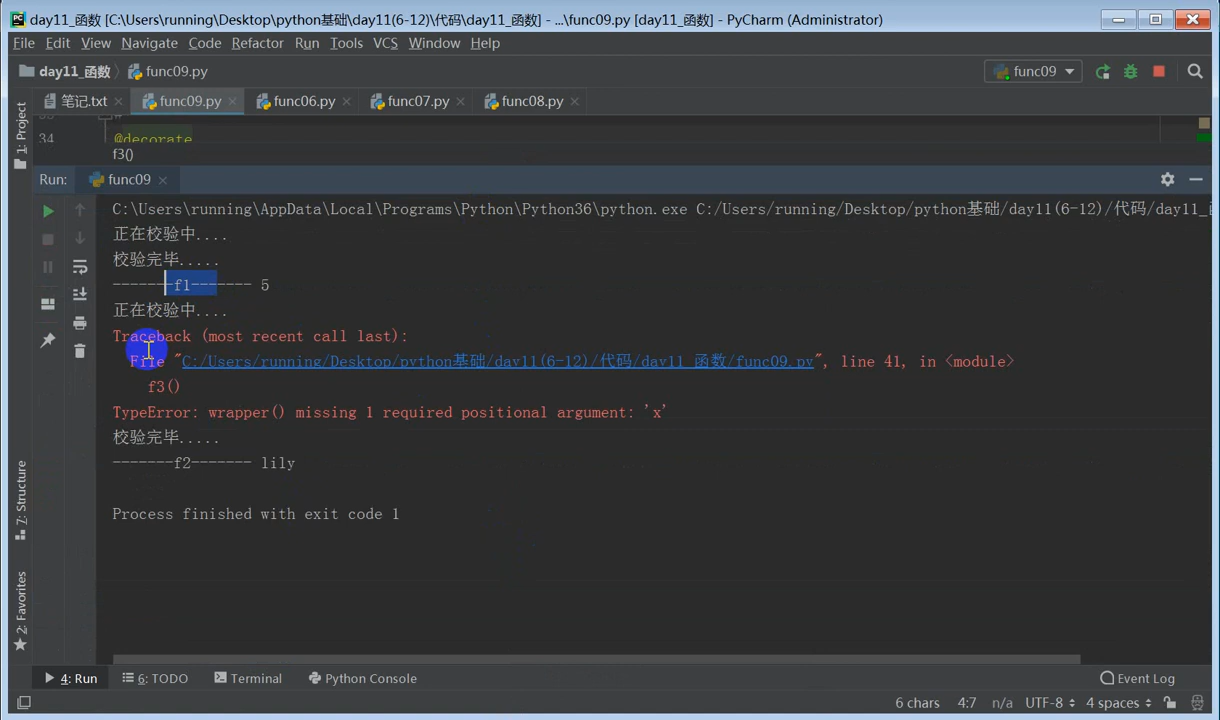 day11_函数 [C:\Users\running\Desktop\python基础\day11(6-12)\代码\day11_函数] - ...\func09.py [day11_函数] - PyCharm (Administrator)
File Edit View Navigate Code Refactor Run Tools VCS Window Help
day11_函数 func09.py func09
笔记.txt func09.py func06.py func07.py func08.py
34 @decorate
f3()
Run: func09
C:\Users\running\AppData\Local\Programs\Python\Python36\python.exe C:/Users/running/Desktop/python基础/day11(6-12)/代码/day11_
正在校验中....
校验完毕.....
-------f1------- 5
正在校验中....
Traceback (most recent call last):
File "C:/Users/running/Desktop/python基础/day11(6-12)/代码/day11_函数/func09.py", line 41, in <module>
f3()
TypeError: wrapper() missing 1 required positional argument: 'x'
校验完毕.....
-------f2------- lily
Process finished with exit code 1
1: Project
7: Structure
2: Favorites
4: Run 6: TODO Terminal Python Console Event Log
6 chars 4:7 n/a UTF-8 4 spaces